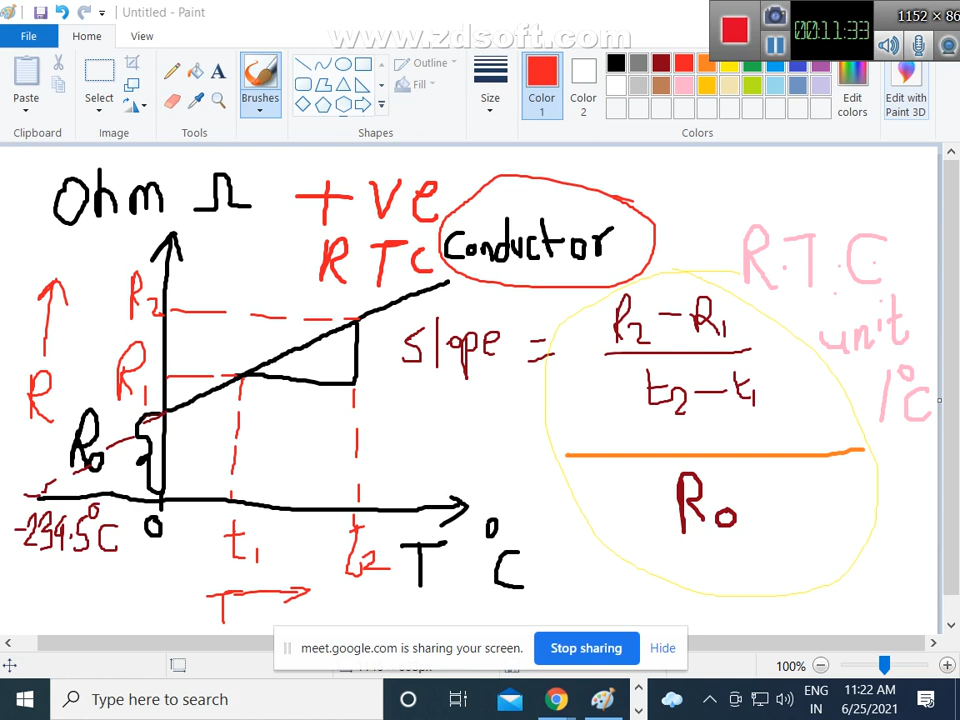 Untitled - Paint
www.zdsoft.com
00:11:33
1152 × 86
File Home View
Paste
Select
Brushes
Outline
Fill
Size
Color 1
Color 2
Edit colors
Edit with Paint 3D
Clipboard Image Tools Shapes Colors
Ohm Ω +ve
RTC Conductor
R.T.C
unit
/°C
R2
R1
R
R0
slope = R2 - R1
t2 - t1
R0
-234.5°C 0 t1 t2 T °C
T
meet.google.com is sharing your screen. Stop sharing Hide
100%
Type here to search
ENG
IN
11:22 AM
6/25/2021